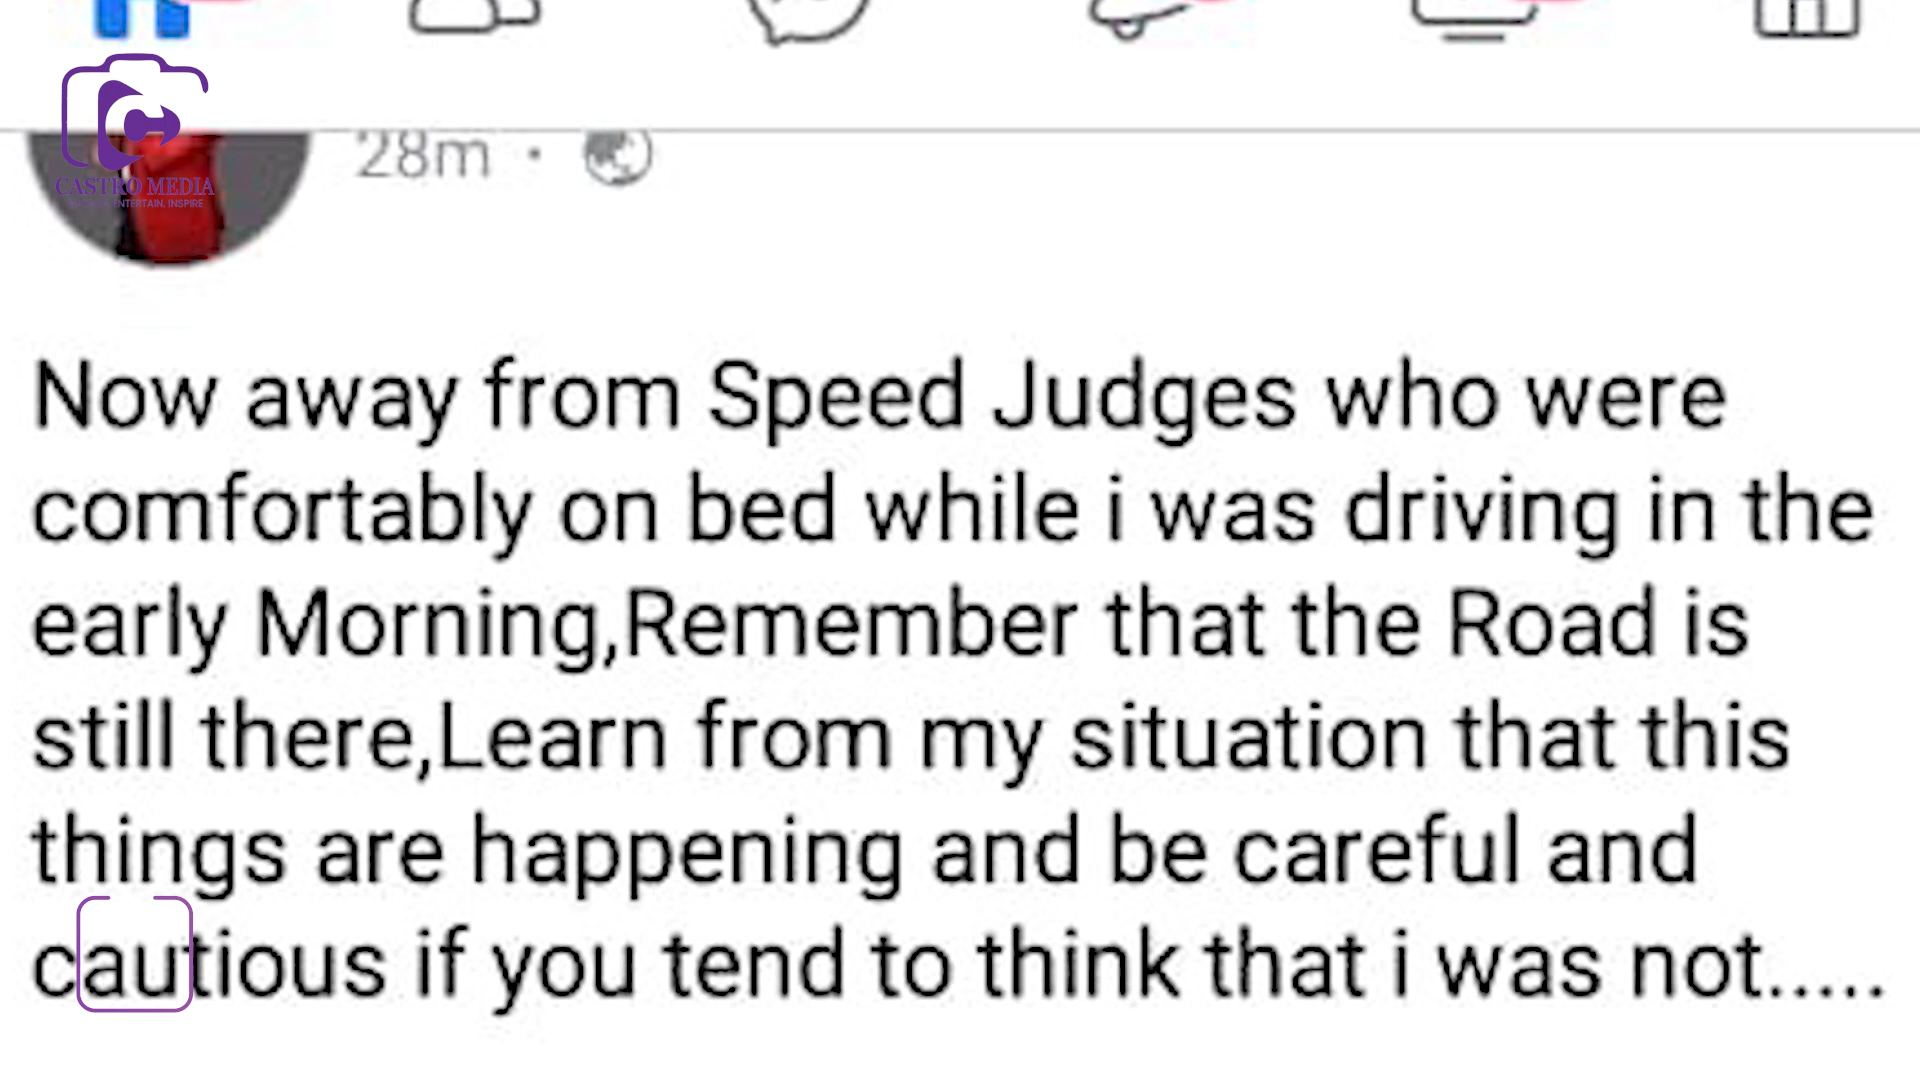 28m ·
CASTRO MEDIA
ENTERTAIN, INSPIRE
Now away from Speed Judges who were
comfortably on bed while i was driving in the
early Morning,Remember that the Road is
still there,Learn from my situation that this
things are happening and be careful and
cautious if you tend to think that i was not.....